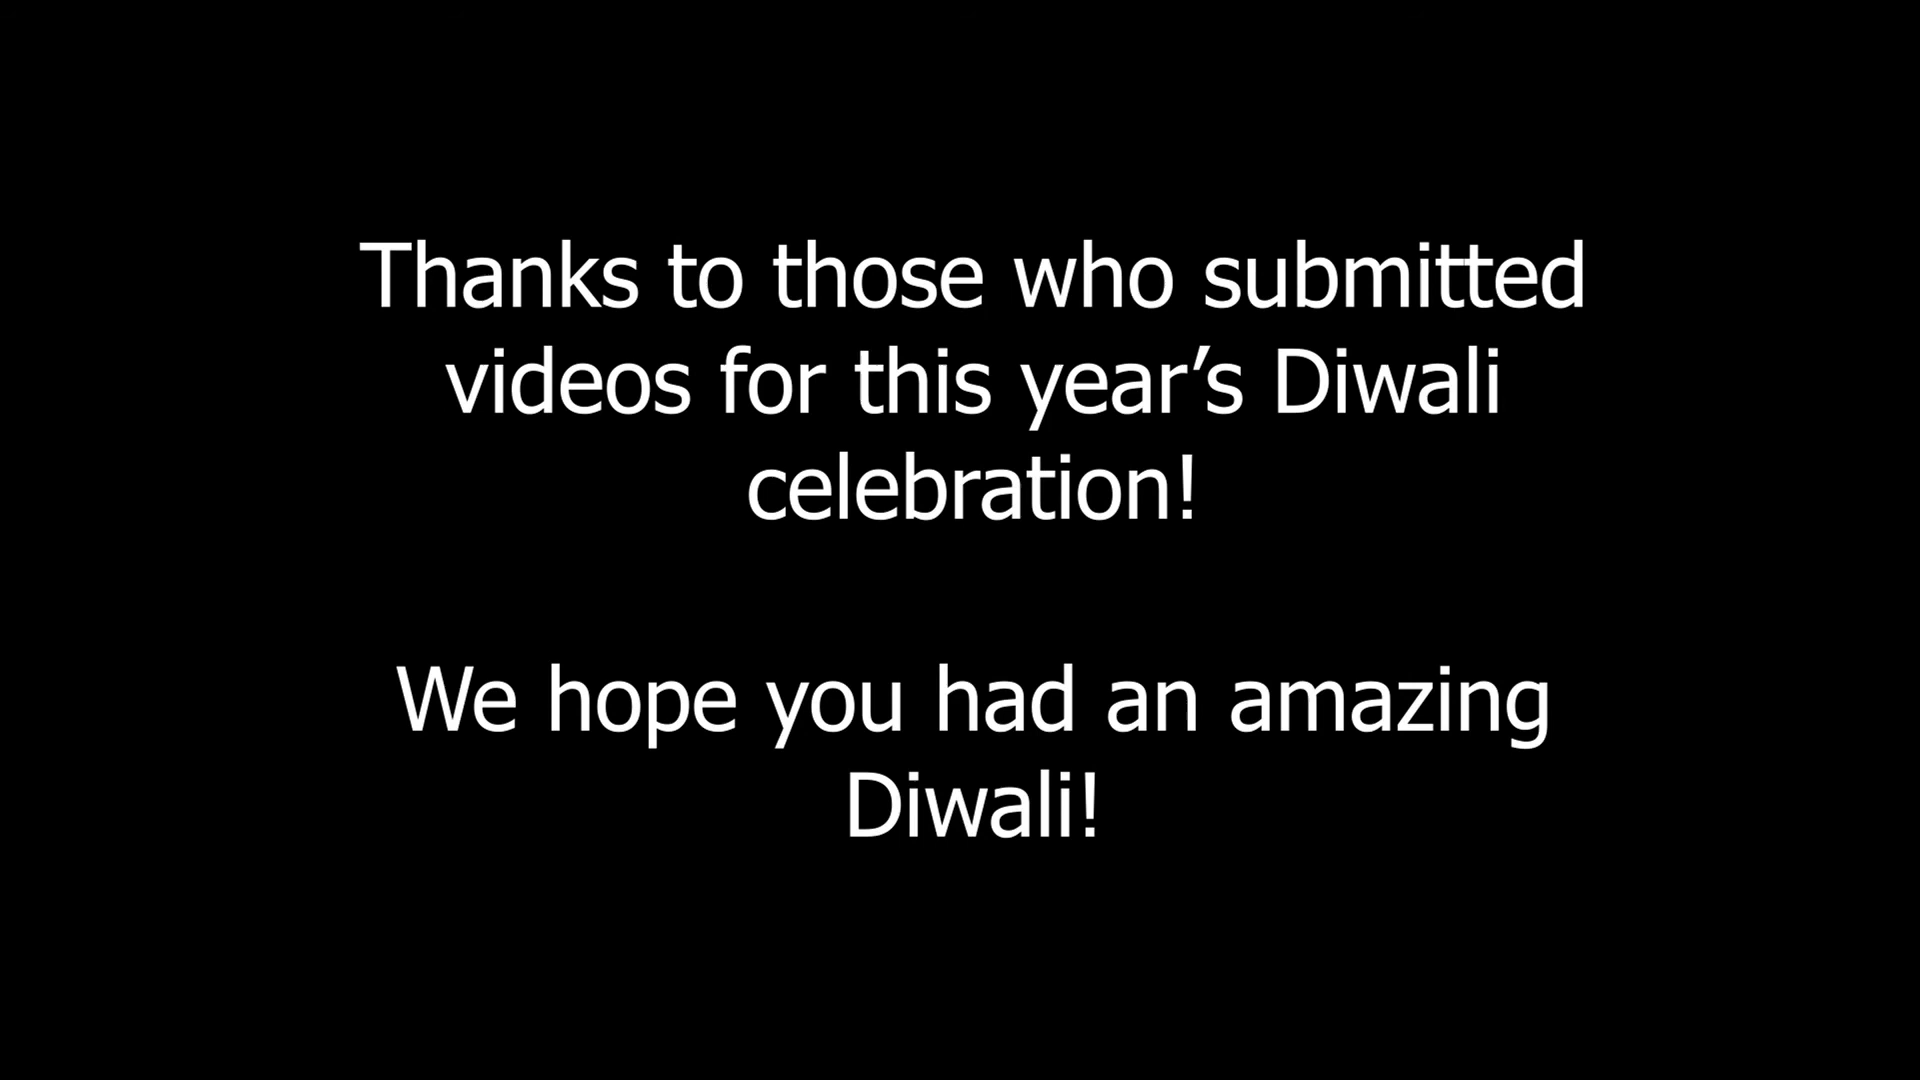 Thanks to those who submitted
videos for this year’s Diwali
celebration!
We hope you had an amazing
Diwali!